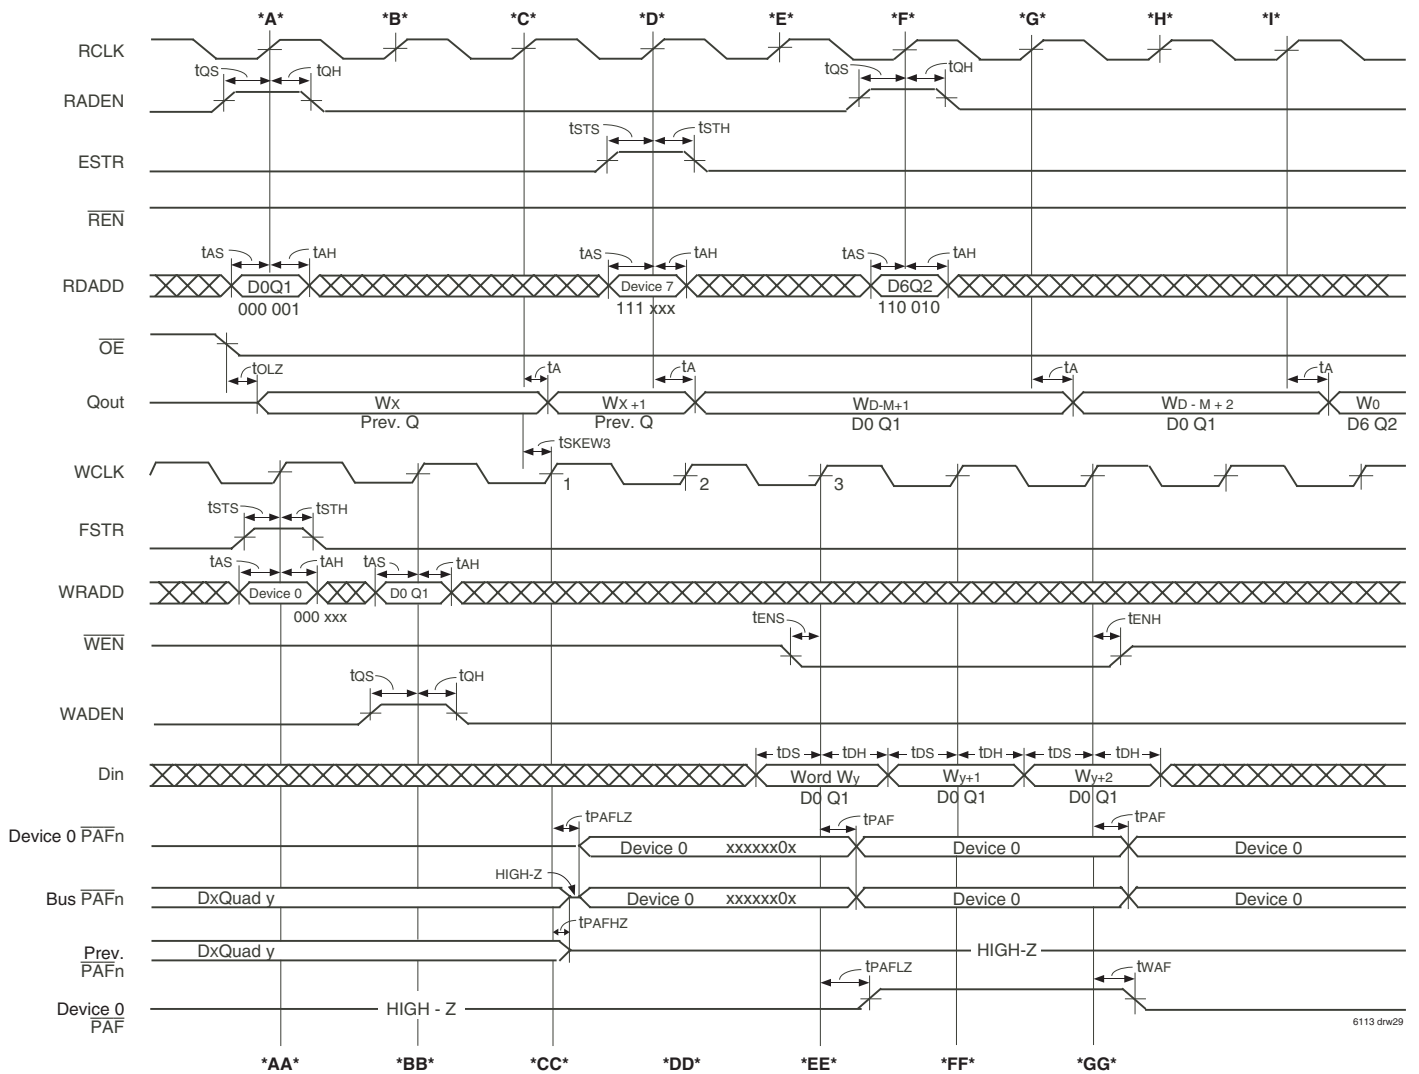 *A* *B* *C* *D* *E* *F* *G* *H* *I*
RCLK
tQS tQH tQS tQH
RADEN
tSTS tSTH
ESTR
REN
tAS tAH tAS tAH tAS tAH
RDADD D0Q1 Device 7 D6Q2
000 001 111 xxx 110 010
OE
tOLZ tA tA tA tA
Qout WX WX +1 WD-M+1 WD - M + 2 W0
Prev. Q Prev. Q D0 Q1 D0 Q1 D6 Q2
tSKEW3
WCLK 1 2 3
tSTS tSTH
FSTR
tAS tAH tAS tAH
WRADD Device 0 D0 Q1
000 xxx
tENS tENH
WEN
tQS tQH
WADEN
tDS tDH tDS tDH tDS tDH
Din Word Wy Wy+1 Wy+2
D0 Q1 D0 Q1 D0 Q1
tPAFLZ tPAF tPAF
Device 0 PAFn Device 0 xxxxxx0x Device 0 Device 0
HIGH-Z
Bus PAFn DxQuad y Device 0 xxxxxx0x Device 0 Device 0
tPAFHZ
Prev. DxQuad y HIGH-Z
PAFn
tPAFLZ tWAF
Device 0 HIGH - Z
PAF
6113 drw29
*AA* *BB* *CC* *DD* *EE* *FF* *GG*